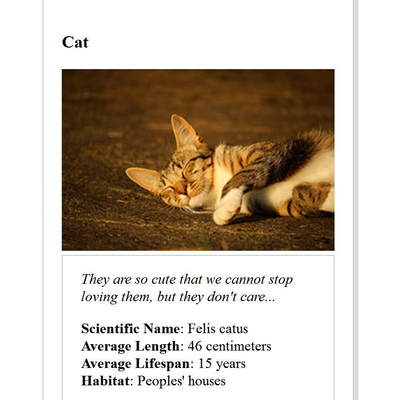 Cat
They are so cute that we cannot stop
loving them, but they don't care...
Scientific Name: Felis catus
Average Length: 46 centimeters
Average Lifespan: 15 years
Habitat: Peoples' houses